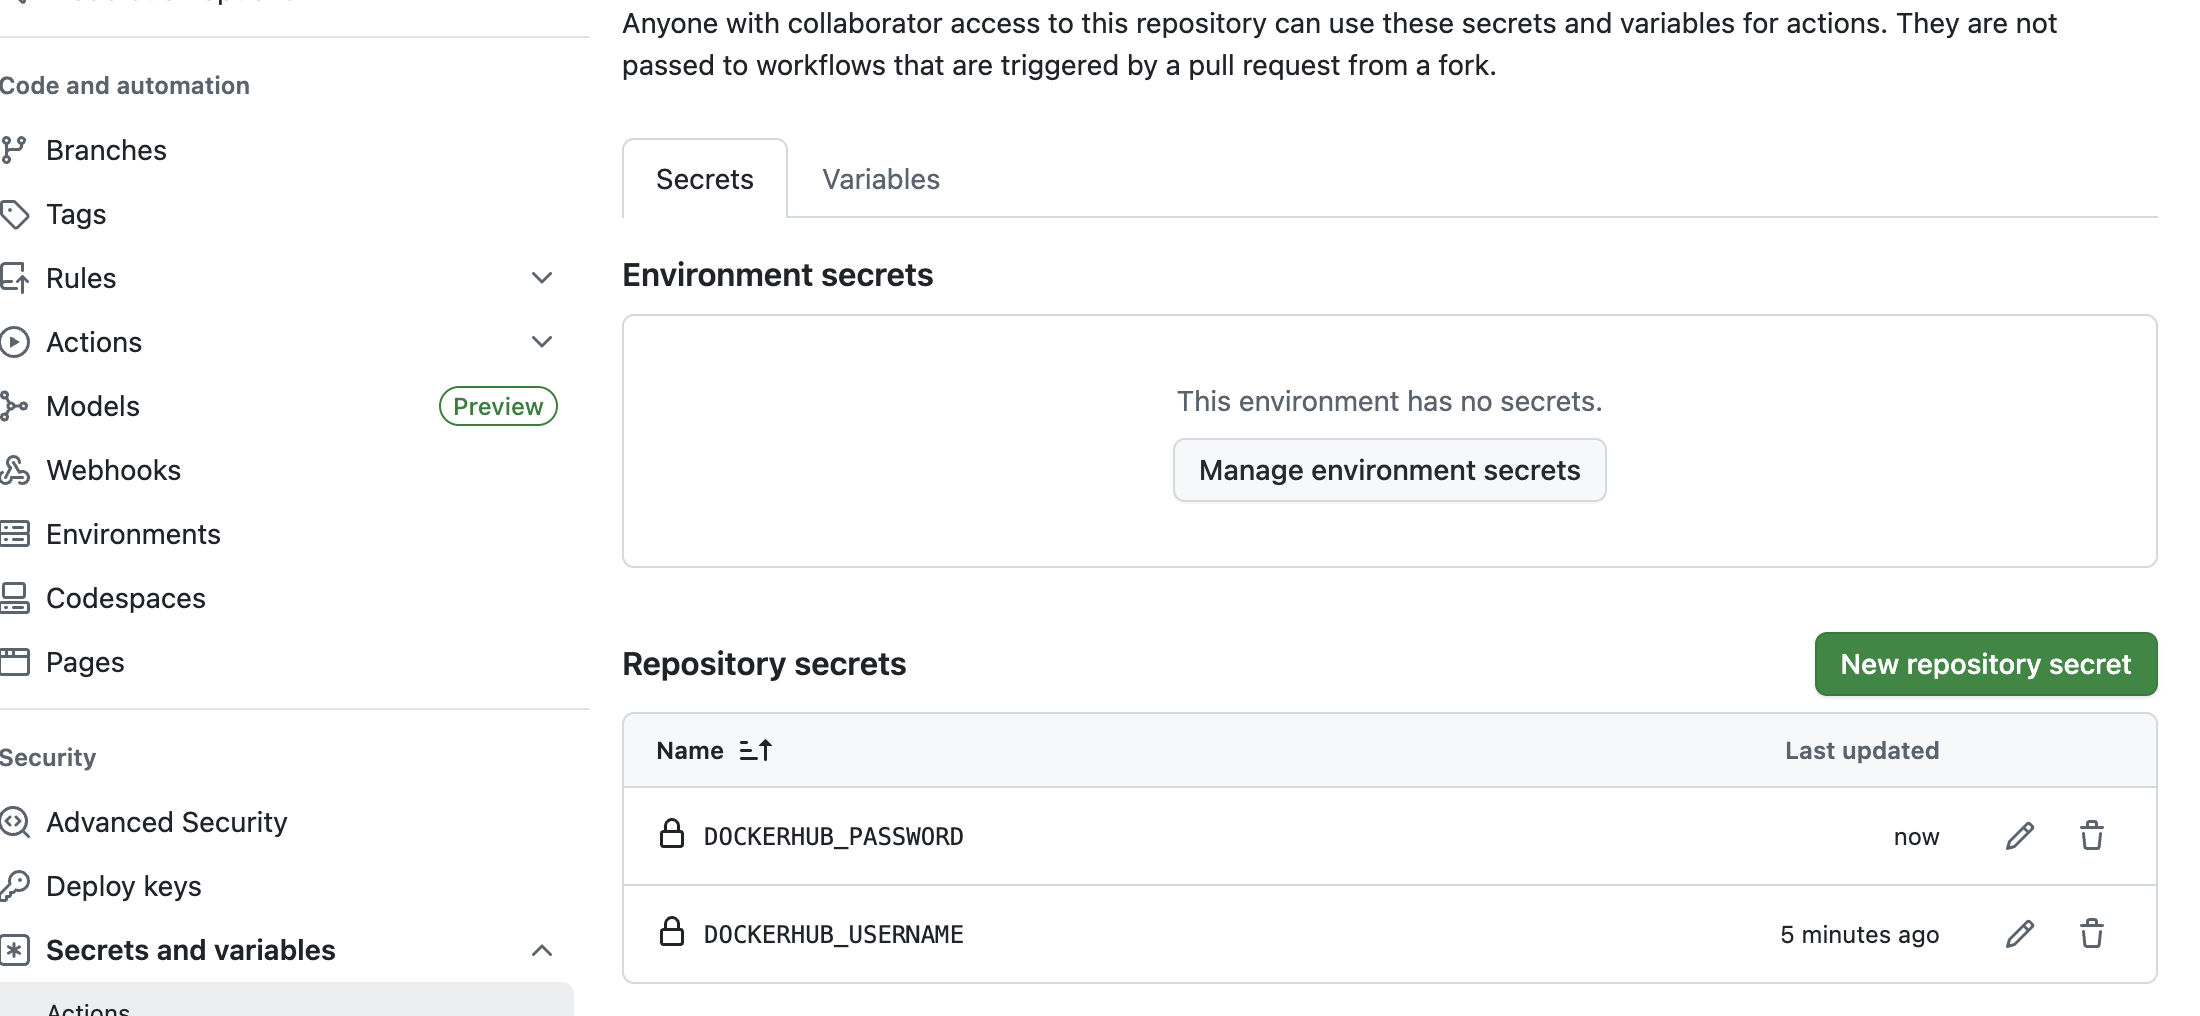 Code and automation
Branches
Tags
Rules
Actions
Models
Preview
Webhooks
Environments
Codespaces
Pages
Security
Advanced Security
Deploy keys
Secrets and variables
Actions
Anyone with collaborator access to this repository can use these secrets and variables for actions. They are not
passed to workflows that are triggered by a pull request from a fork.
Secrets
Variables
Environment secrets
This environment has no secrets.
Manage environment secrets
Repository secrets
New repository secret
Name
Last updated
DOCKERHUB_PASSWORD
now
DOCKERHUB_USERNAME
5 minutes ago